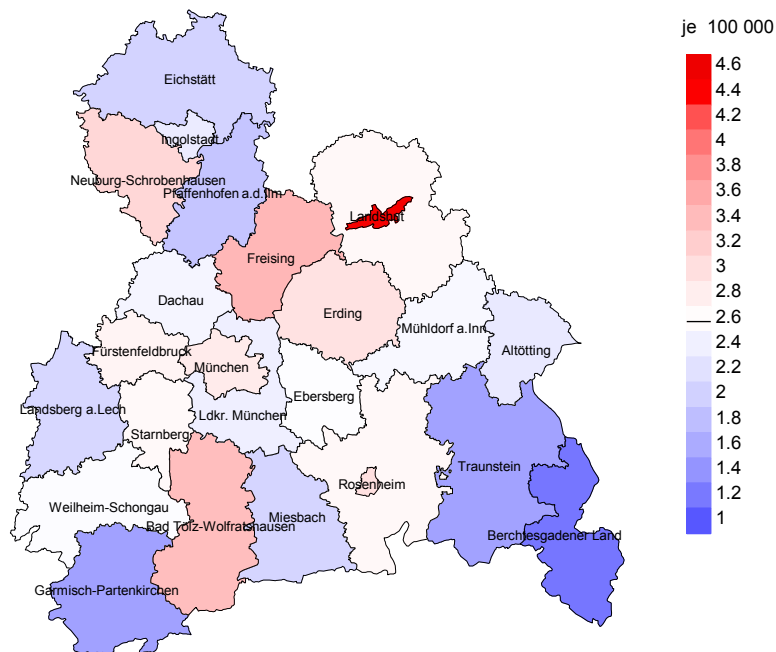 je 100 000
4.6
4.4
4.2
4
3.8
3.6
3.4
3.2
3
2.8
2.6
2.4
2.2
2
1.8
1.6
1.4
1.2
1
Eichstätt
Ingolstadt
Neuburg-Schrobenhausen
Pfaffenhofen a.d.Ilm
Landshut
Freising
Dachau
Erding
Mühldorf a.Inn
Altötting
Fürstenfeldbruck
München
Ebersberg
Landsberg a.Lech
Ldkr. München
Starnberg
Traunstein
Rosenheim
Weilheim-Schongau
Miesbach
Bad Tölz-Wolfratshausen
Berchtesgadener Land
Garmisch-Partenkirchen